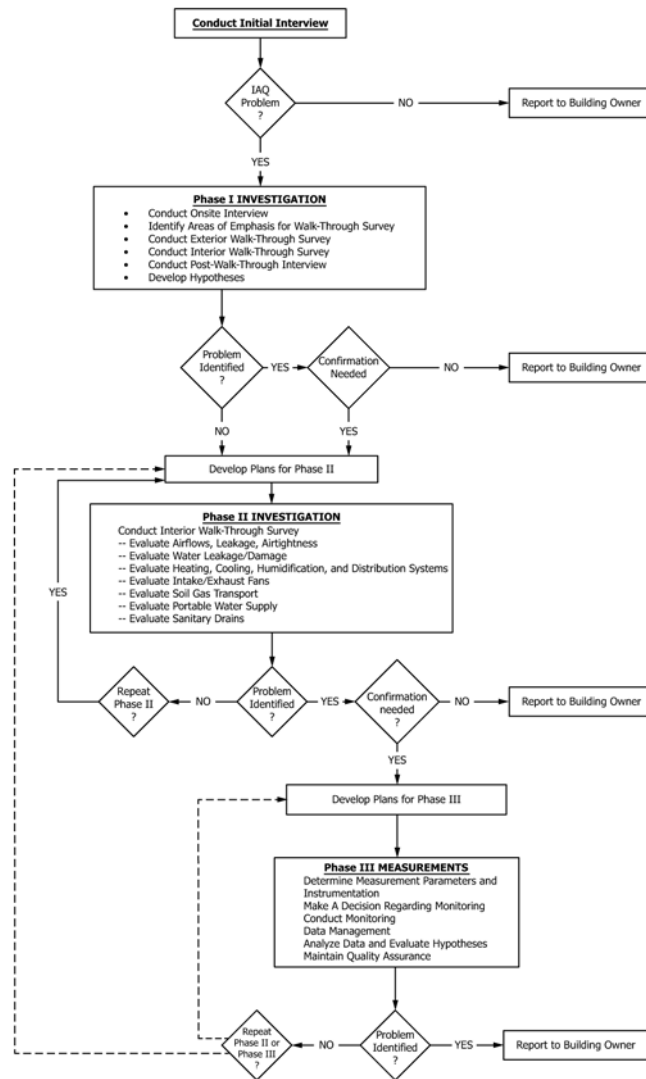 Conduct Initial Interview
IAQ
Problem
?
NO
Report to Building Owner
YES
Phase I INVESTIGATION
• Conduct Onsite Interview
• Identify Areas of Emphasis for Walk-Through Survey
• Conduct Exterior Walk-Through Survey
• Conduct Interior Walk-Through Survey
• Conduct Post-Walk-Through Interview
• Develop Hypotheses
Problem
Identified
?
YES
Confirmation
Needed
NO
Report to Building Owner
NO
YES
Develop Plans for Phase II
Phase II INVESTIGATION
Conduct Interior Walk-Through Survey
-- Evaluate Airflows, Leakage, Airtightness
-- Evaluate Water Leakage/Damage
-- Evaluate Heating, Cooling, Humidification, and Distribution Systems
-- Evaluate Intake/Exhaust Fans
-- Evaluate Soil Gas Transport
-- Evaluate Portable Water Supply
-- Evaluate Sanitary Drains
YES
Repeat
Phase II
?
NO
Problem
Identified
?
YES
Confirmation
needed
?
NO
Report to Building Owner
YES
Develop Plans for Phase III
Phase III MEASUREMENTS
Determine Measurement Parameters and
Instrumentation
Make A Decision Regarding Monitoring
Conduct Monitoring
Data Management
Analyze Data and Evaluate Hypotheses
Maintain Quality Assurance
Repeat
Phase II or
Phase III
?
NO
Problem
Identified
?
YES
Report to Building Owner